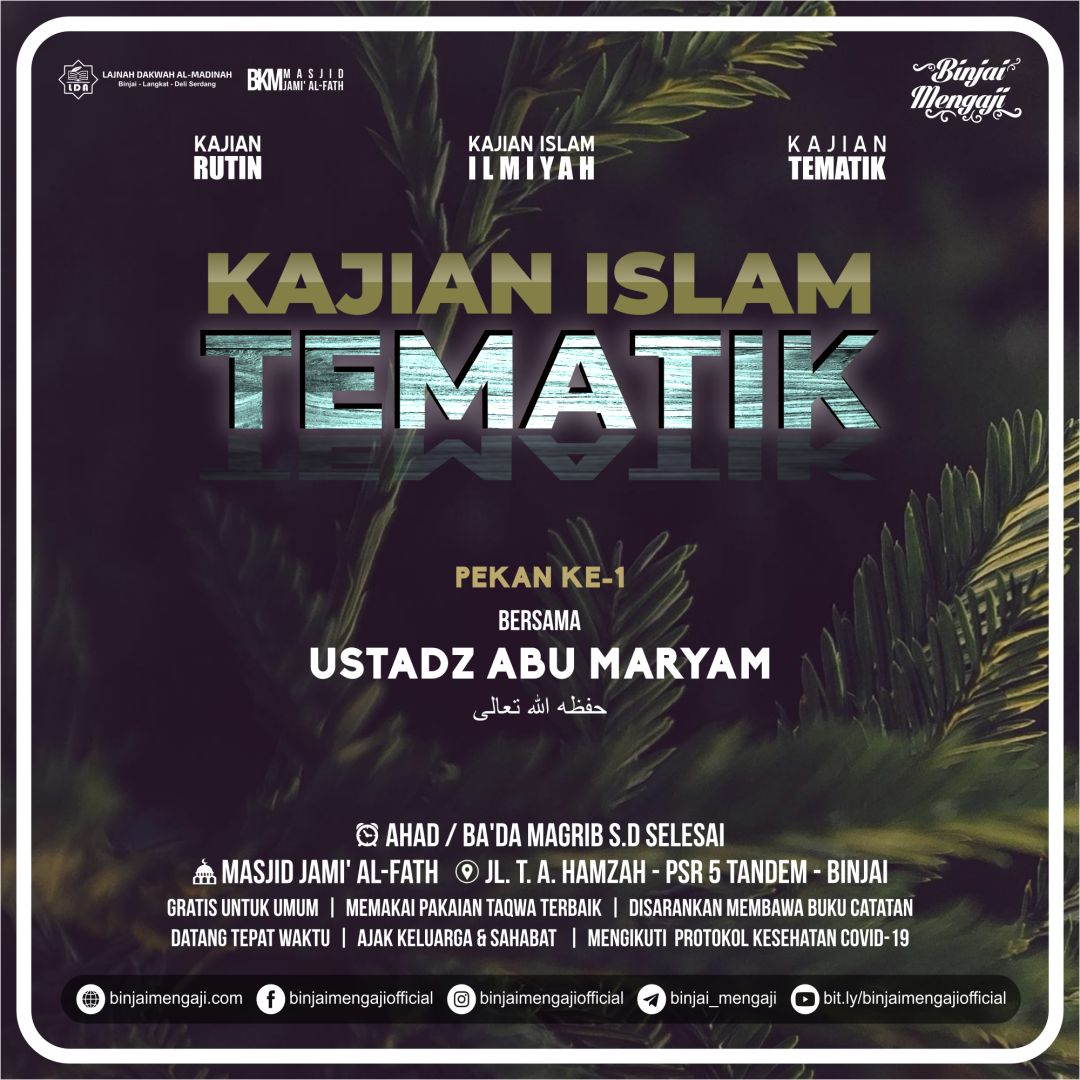 LAJNAH DAKWAH AL-MADINAH
Binjai - Langkat - Deli Serdang
LDA
BKM MASJID
JAMI' AL-FATH
Binjai
Mengaji
KAJIAN
RUTIN
KAJIAN ISLAM
ILMIYAH
KAJIAN
TEMATIK
KAJIAN ISLAM
TEMATIK
PEKAN KE-1
BERSAMA
USTADZ ABU MARYAM
حفظه الله تعالى
AHAD / BA'DA MAGRIB S.D SELESAI
MASJID JAMI' AL-FATH JL. T. A. HAMZAH - PSR 5 TANDEM - BINJAI
GRATIS UNTUK UMUM | MEMAKAI PAKAIAN TAQWA TERBAIK | DISARANKAN MEMBAWA BUKU CATATAN
DATANG TEPAT WAKTU | AJAK KELUARGA & SAHABAT | MENGIKUTI PROTOKOL KESEHATAN COVID-19
binjaimengaji.com binjaimengajiofficial binjaimengajiofficial binjai_mengaji bit.ly/binjaimengajiofficial